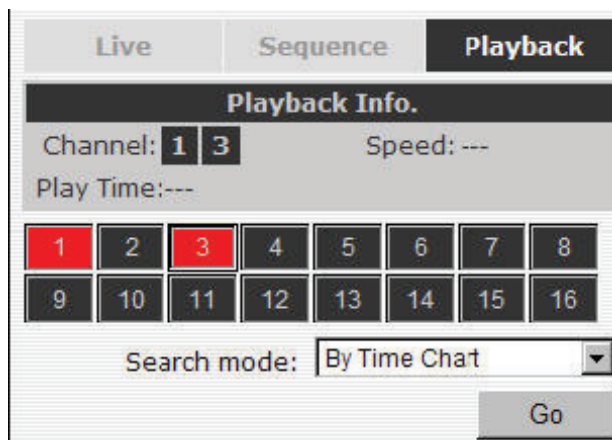 Live Sequence Playback
Playback Info.
Channel: 1 3 Speed: ---
Play Time:---
1 2 3 4 5 6 7 8
9 10 11 12 13 14 15 16
Search mode: By Time Chart
Go